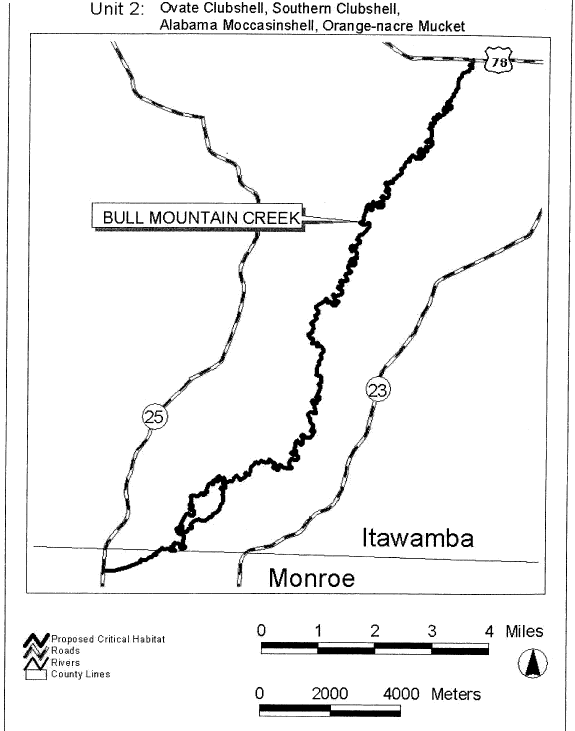 Unit 2: Ovate Clubshell, Southern Clubshell,
Alabama Moccasinshell, Orange-nacre Mucket
78
BULL MOUNTAIN CREEK
23
25
Itawamba
Monroe
Proposed Critical Habitat
Roads
Rivers
County Lines
0 1 2 3 4 Miles
0 2000 4000 Meters